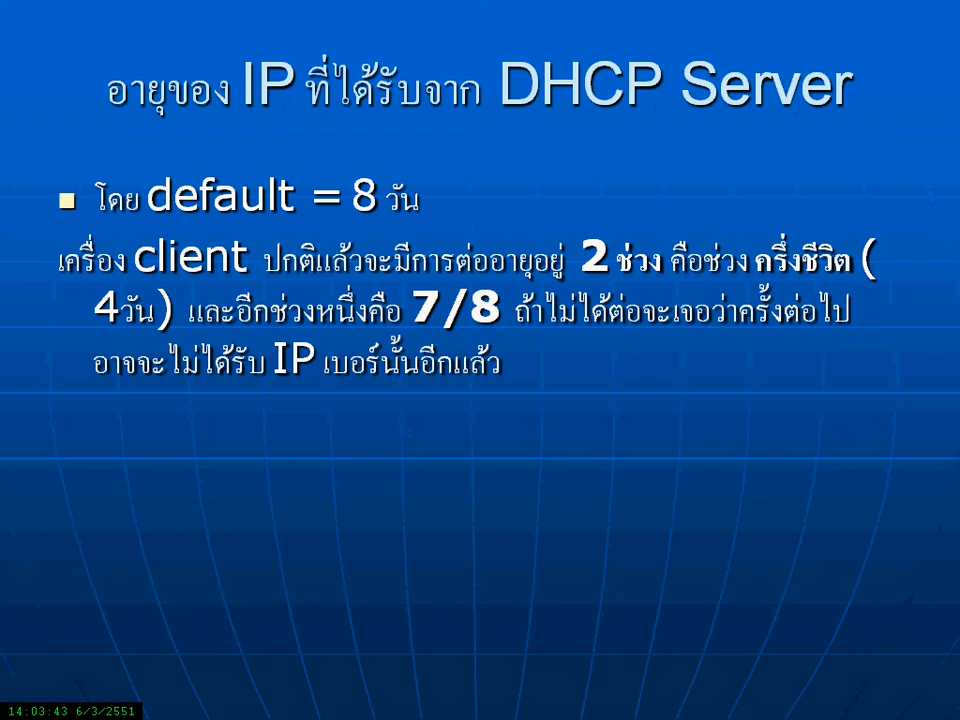 อายุของ IP ที่ได้รับจาก DHCP Server
โดย default = 8 วัน
เครื่อง client ปกติแล้วจะมีการต่ออายุอยู่ 2 ช่วง คือช่วง ครึ่งชีวิต (
4วัน) และอีกช่วงหนึ่งคือ 7/8 ถ้าไม่ได้ต่อจะเจอว่าครั้งต่อไป
อาจจะไม่ได้รับ IP เบอร์นั้นอีกแล้ว
14:03:43 6/3/2551